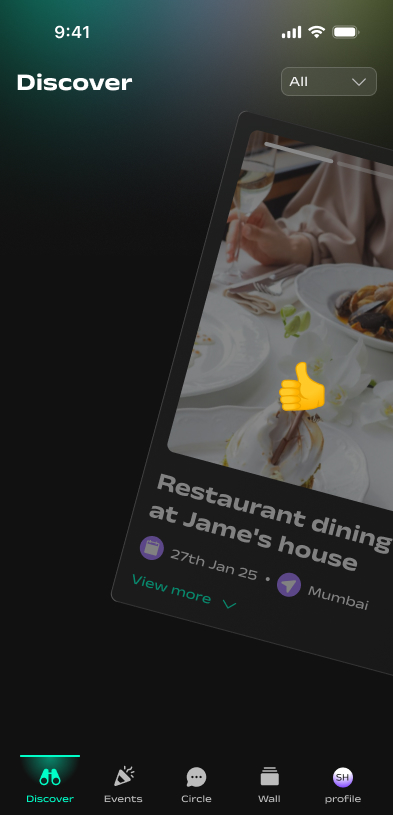 9:41
Discover
All
Restaurant dining
at Jame's house
27th Jan 25 • Mumbai
View more
Discover
Events
Circle
Wall
SH
profile